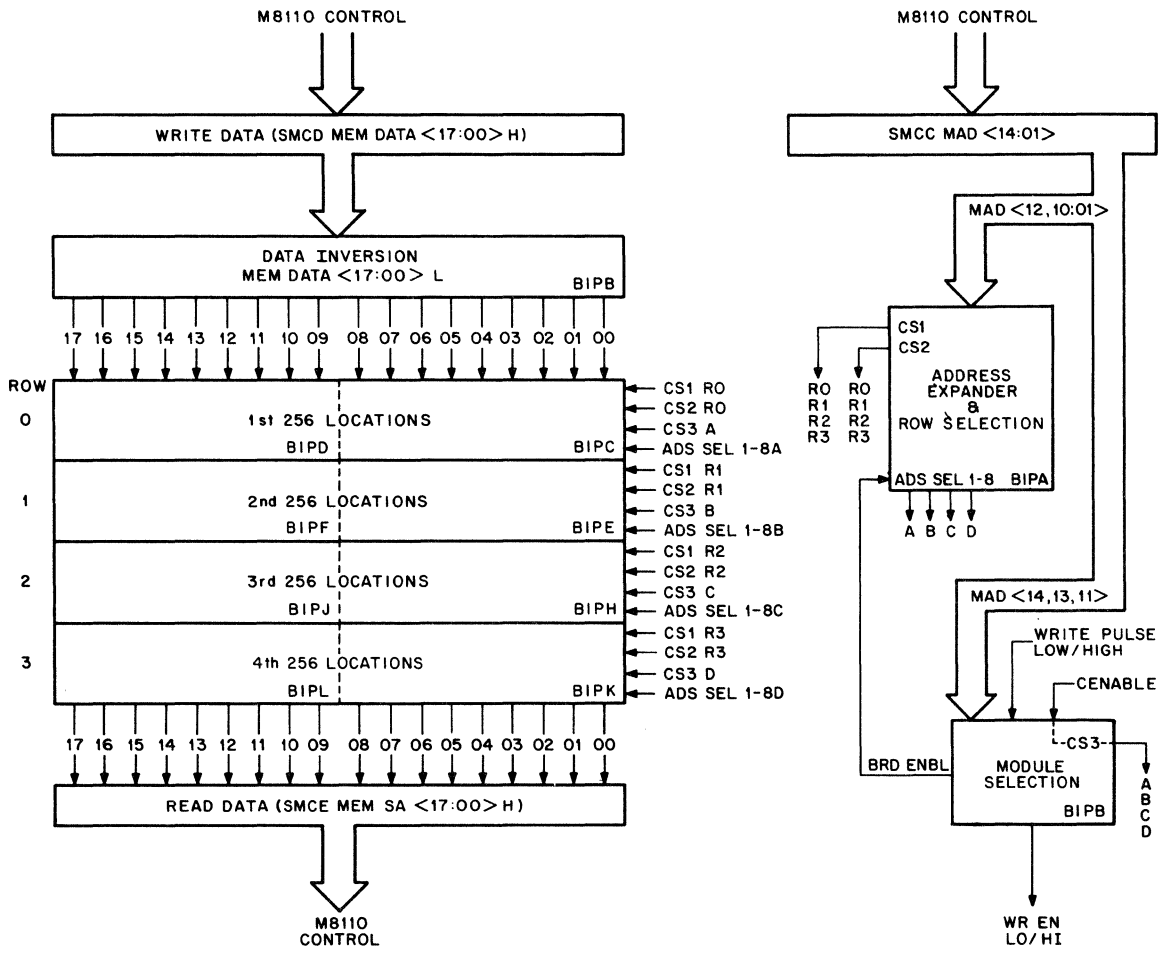 M8110 CONTROL
WRITE DATA (SMCD MEM DATA <17:00> H)
DATA INVERSION
MEM DATA <17:00> L
BIPB
17 16 15 14 13 12 11 10 09 08 07 06 05 04 03 02 01 00
ROW
0
1st 256 LOCATIONS
BIPD
BIPC
CS1 R0
CS2 R0
CS3 A
ADS SEL 1-8A
1
2nd 256 LOCATIONS
BIPF
BIPE
CS1 R1
CS2 R1
CS3 B
ADS SEL 1-8B
2
3rd 256 LOCATIONS
BIPJ
BIPH
CS1 R2
CS2 R2
CS3 C
ADS SEL 1-8C
3
4th 256 LOCATIONS
BIPL
BIPK
CS1 R3
CS2 R3
CS3 D
ADS SEL 1-8D
17 16 15 14 13 12 11 10 09 08 07 06 05 04 03 02 01 00
READ DATA (SMCE MEM SA <17:00> H)
M8110
CONTROL
M8110 CONTROL
SMCC MAD <14:01>
MAD <12,10:01>
CS1
CS2
R0 R0
R1 R1
R2 R2
R3 R3
ADDRESS
EXPANDER
&
ROW SELECTION
ADS SEL 1-8 BIPA
A B C D
MAD <14,13,11>
WRITE PULSE
LOW/HIGH
CENABLE
CS3
BRD ENBL
MODULE
SELECTION
BIPB
A
B
C
D
WR EN
LO/HI